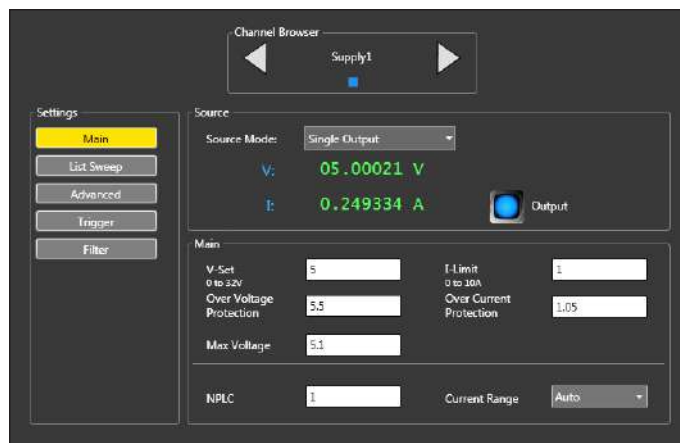 Channel Browser
Supply1
Settings
Main
List Sweep
Advanced
Trigger
Filter
Source
Source Mode: Single Output
V: 05.00021 V
I: 0.249334 A
Output
Main
V-Set 5
0 to 32V
I-Limit 1
0 to 10A
Over Voltage
Protection 5.5
Over Current
Protection 1.05
Max Voltage 5.1
NPLC 1
Current Range Auto